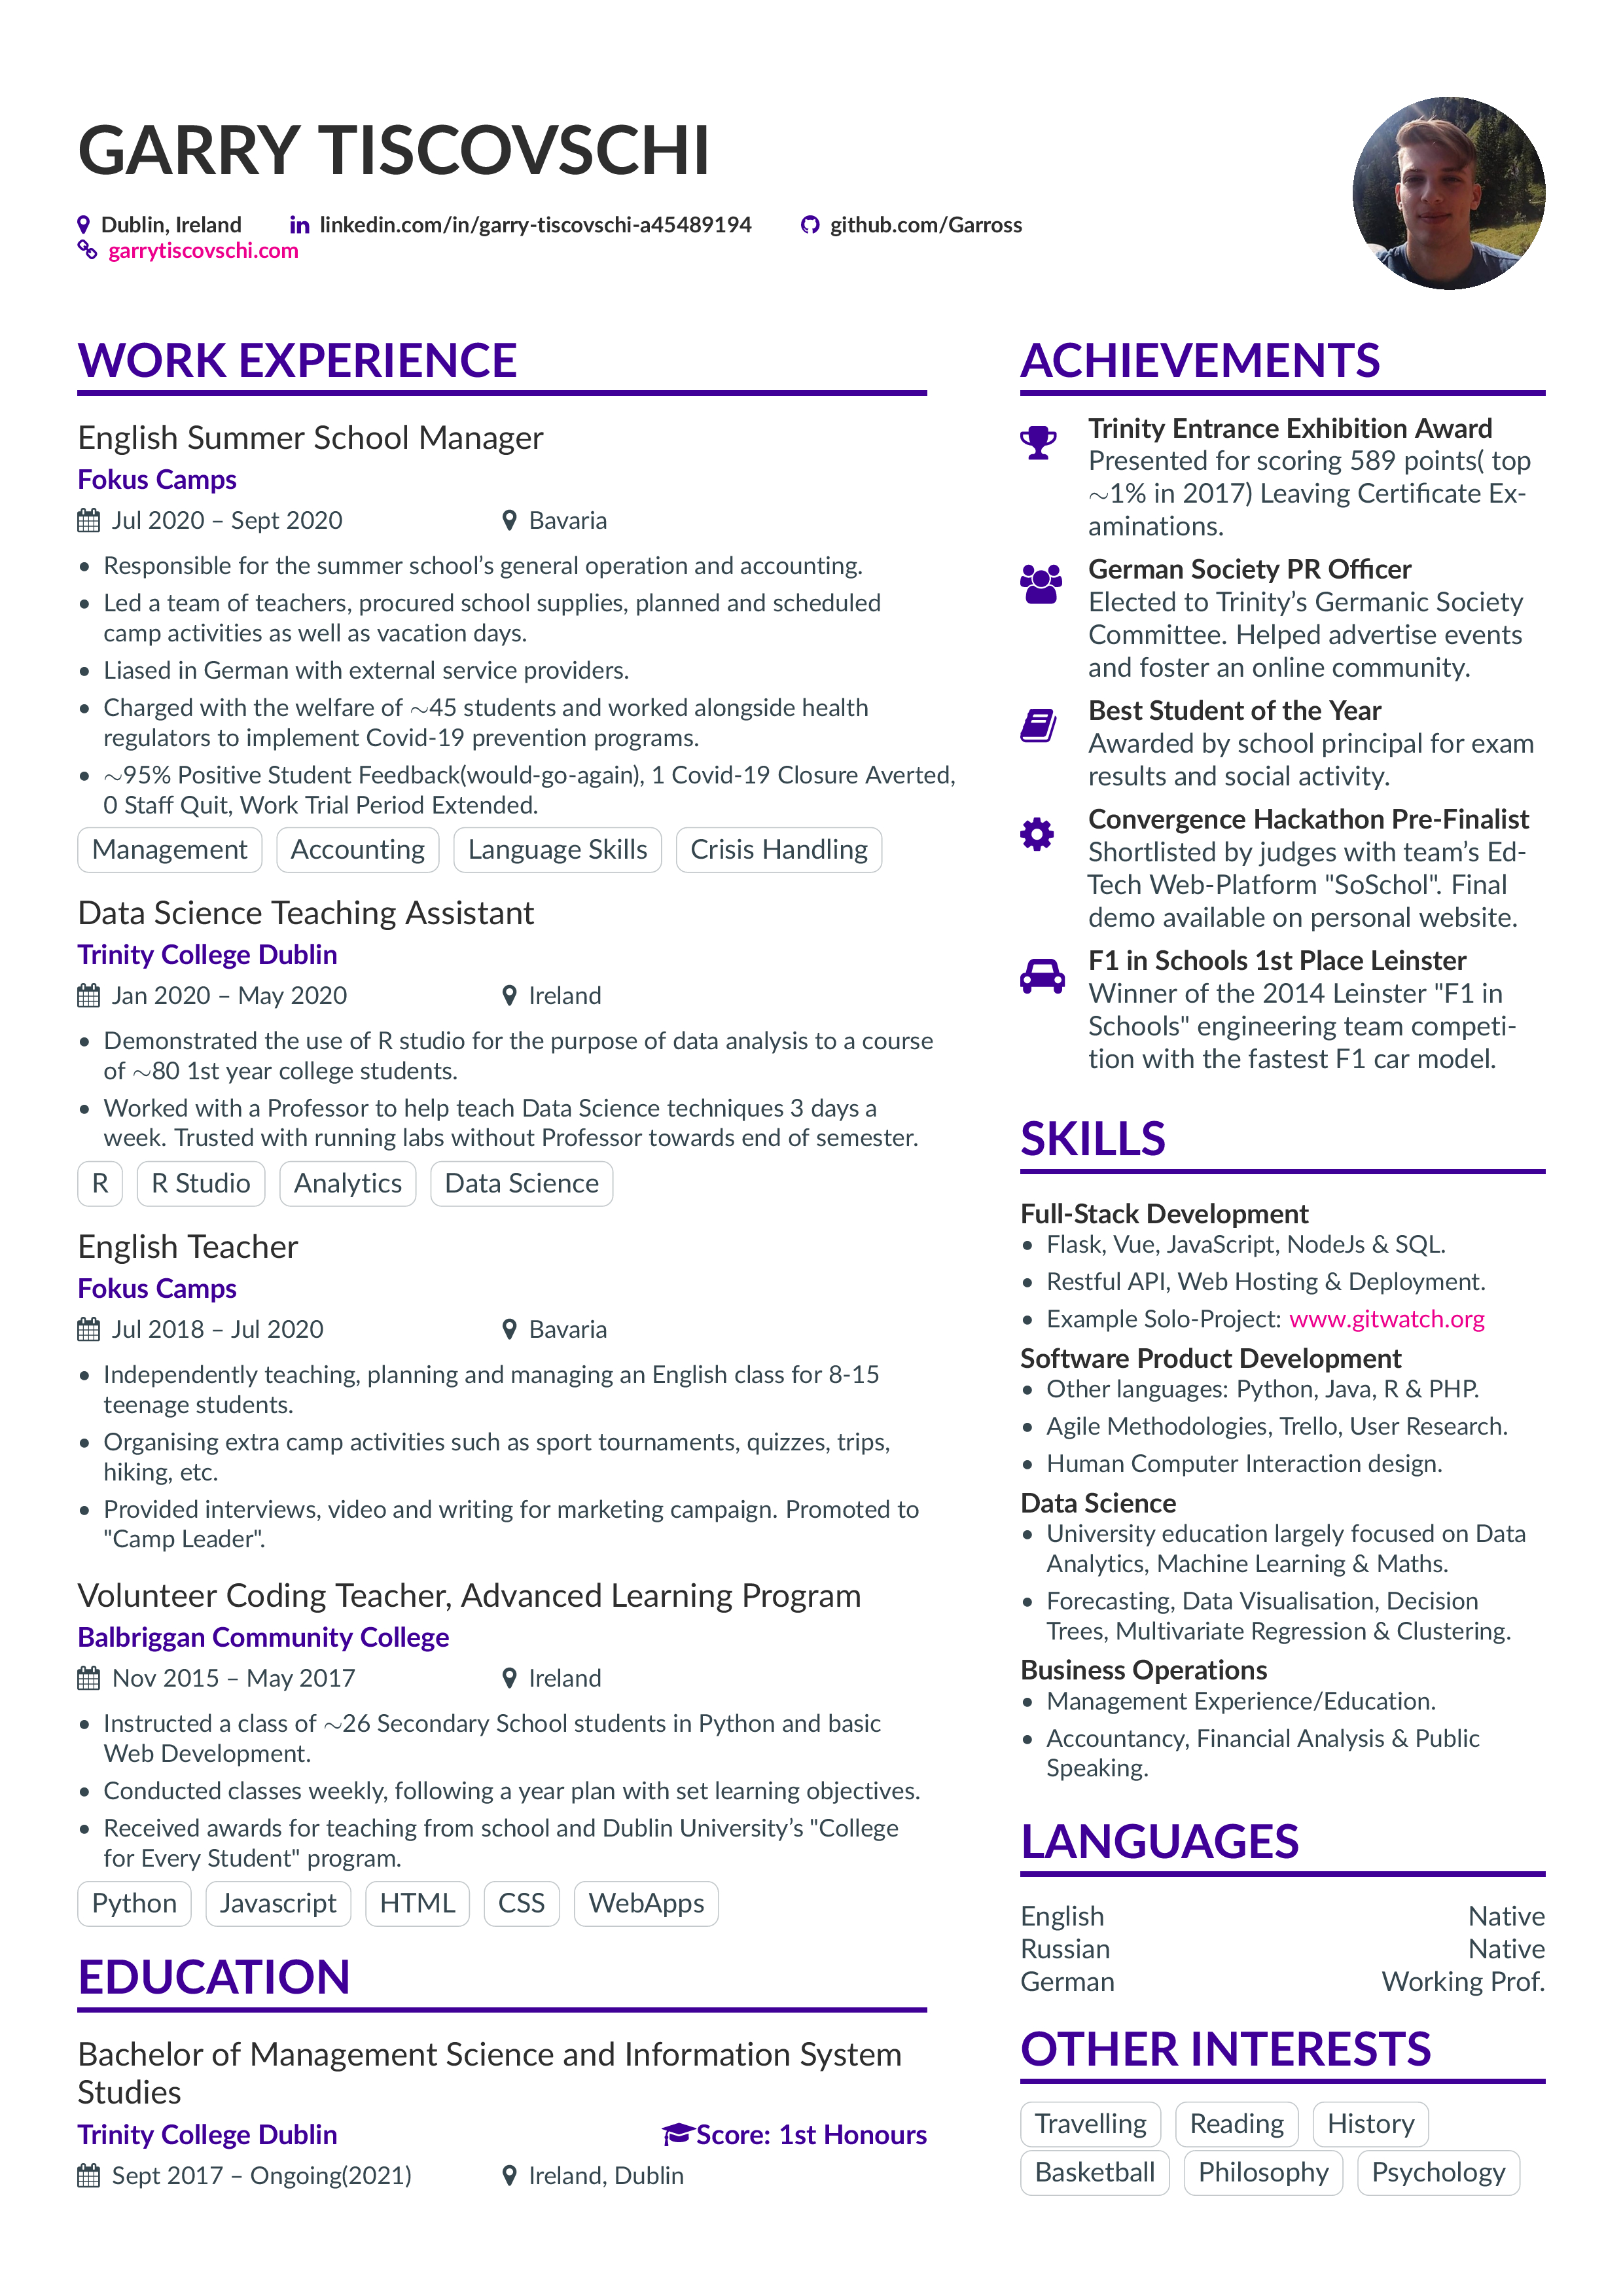 GARRY TISCOVSCHI
Dublin, Ireland linkedin.com/in/garry-tiscovschi-a45489194 github.com/Garross
garrytiscovschi.com
WORK EXPERIENCE
English Summer School Manager
Fokus Camps
Jul 2020 – Sept 2020 Bavaria
• Responsible for the summer school’s general operation and accounting.
• Led a team of teachers, procured school supplies, planned and scheduled
camp activities as well as vacation days.
• Liased in German with external service providers.
• Charged with the welfare of ~45 students and worked alongside health
regulators to implement Covid-19 prevention programs.
• ~95% Positive Student Feedback(would-go-again), 1 Covid-19 Closure Averted,
0 Staff Quit, Work Trial Period Extended.
Management Accounting Language Skills Crisis Handling
Data Science Teaching Assistant
Trinity College Dublin
Jan 2020 – May 2020 Ireland
• Demonstrated the use of R studio for the purpose of data analysis to a course
of ~80 1st year college students.
• Worked with a Professor to help teach Data Science techniques 3 days a
week. Trusted with running labs without Professor towards end of semester.
R R Studio Analytics Data Science
English Teacher
Fokus Camps
Jul 2018 – Jul 2020 Bavaria
• Independently teaching, planning and managing an English class for 8-15
teenage students.
• Organising extra camp activities such as sport tournaments, quizzes, trips,
hiking, etc.
• Provided interviews, video and writing for marketing campaign. Promoted to
"Camp Leader".
Volunteer Coding Teacher, Advanced Learning Program
Balbriggan Community College
Nov 2015 – May 2017 Ireland
• Instructed a class of ~26 Secondary School students in Python and basic
Web Development.
• Conducted classes weekly, following a year plan with set learning objectives.
• Received awards for teaching from school and Dublin University’s "College
for Every Student" program.
Python Javascript HTML CSS WebApps
EDUCATION
Bachelor of Management Science and Information System
Studies
Trinity College Dublin Score: 1st Honours
Sept 2017 – Ongoing(2021) Ireland, Dublin
ACHIEVEMENTS
Trinity Entrance Exhibition Award
Presented for scoring 589 points( top
~1% in 2017) Leaving Certificate Ex-
aminations.
German Society PR Officer
Elected to Trinity’s Germanic Society
Committee. Helped advertise events
and foster an online community.
Best Student of the Year
Awarded by school principal for exam
results and social activity.
Convergence Hackathon Pre-Finalist
Shortlisted by judges with team’s Ed-
Tech Web-Platform "SoSchol". Final
demo available on personal website.
F1 in Schools 1st Place Leinster
Winner of the 2014 Leinster "F1 in
Schools" engineering team competi-
tion with the fastest F1 car model.
SKILLS
Full-Stack Development
• Flask, Vue, JavaScript, NodeJs & SQL.
• Restful API, Web Hosting & Deployment.
• Example Solo-Project: www.gitwatch.org
Software Product Development
• Other languages: Python, Java, R & PHP.
• Agile Methodologies, Trello, User Research.
• Human Computer Interaction design.
Data Science
• University education largely focused on Data
Analytics, Machine Learning & Maths.
• Forecasting, Data Visualisation, Decision
Trees, Multivariate Regression & Clustering.
Business Operations
• Management Experience/Education.
• Accountancy, Financial Analysis & Public
Speaking.
LANGUAGES
English Native
Russian Native
German Working Prof.
OTHER INTERESTS
Travelling Reading History
Basketball Philosophy Psychology